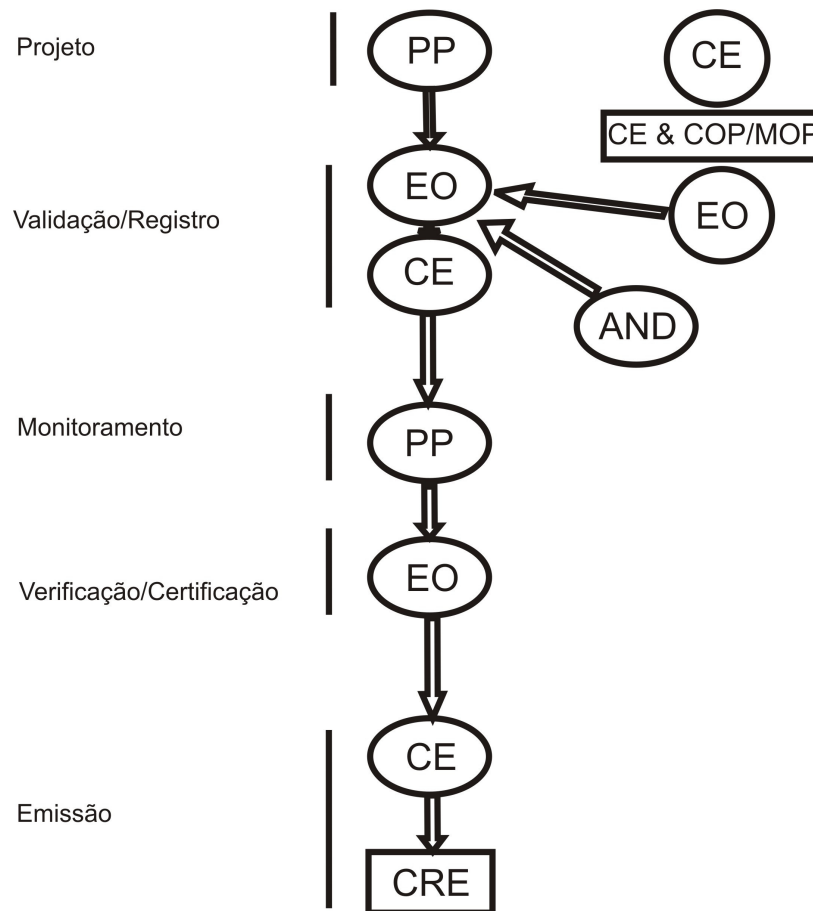 Projeto
PP
CE
CE & COP/MOP
EO
Validação/Registro
EO
CE
AND
Monitoramento
PP
Verificação/Certificação
EO
CE
Emissão
CRE